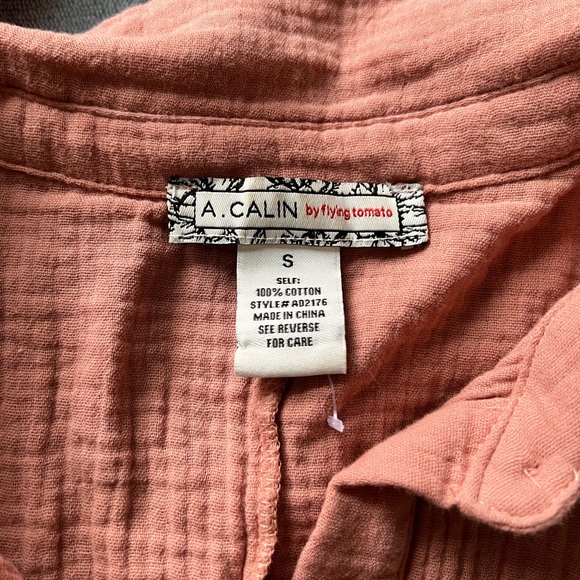 A.CALIN by flying tomato
S
SELF:
100% COTTON
STYLE# AD2176
MADE IN CHINA
SEE REVERSE
FOR CARE